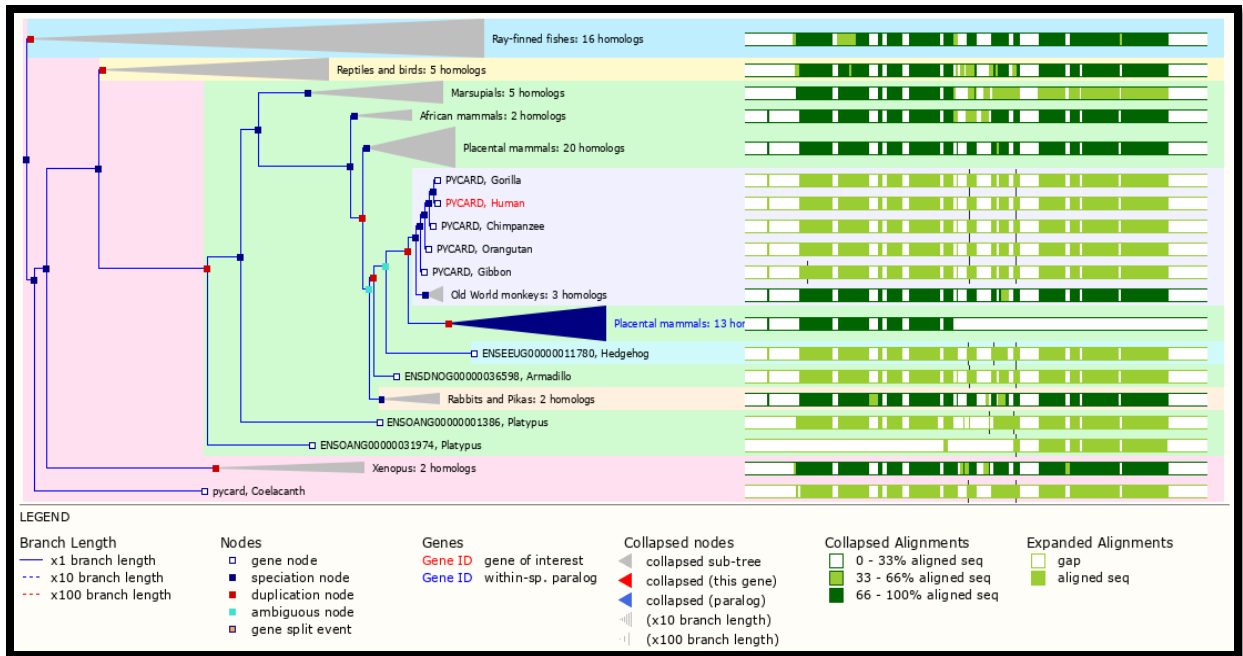 Ray-finned fishes: 16 homologs
Reptiles and birds: 5 homologs
Marsupials: 5 homologs
African mammals: 2 homologs
Placental mammals: 20 homologs
PYCARD, Gorilla
PYCARD, Human
PYCARD, Chimpanzee
PYCARD, Orangutan
PYCARD, Gibbon
Old World monkeys: 3 homologs
Placental mammals: 13 hor
ENSEEUG00000011780, Hedgehog
ENSDNOG00000036598, Armadillo
Rabbits and Pikas: 2 homologs
ENSOANG00000001386, Platypus
ENSOANG00000031974, Platypus
Xenopus: 2 homologs
pycard, Coelacanth
LEGEND
Branch Length
x1 branch length
x10 branch length
x100 branch length
Nodes
gene node
speciation node
duplication node
ambiguous node
gene split event
Genes
Gene ID gene of interest
Gene ID within-sp. paralog
Collapsed nodes
collapsed sub-tree
collapsed (this gene)
collapsed (paralog)
(x10 branch length)
(x100 branch length)
Collapsed Alignments
0 - 33% aligned seq
33 - 66% aligned seq
66 - 100% aligned seq
Expanded Alignments
gap
aligned seq